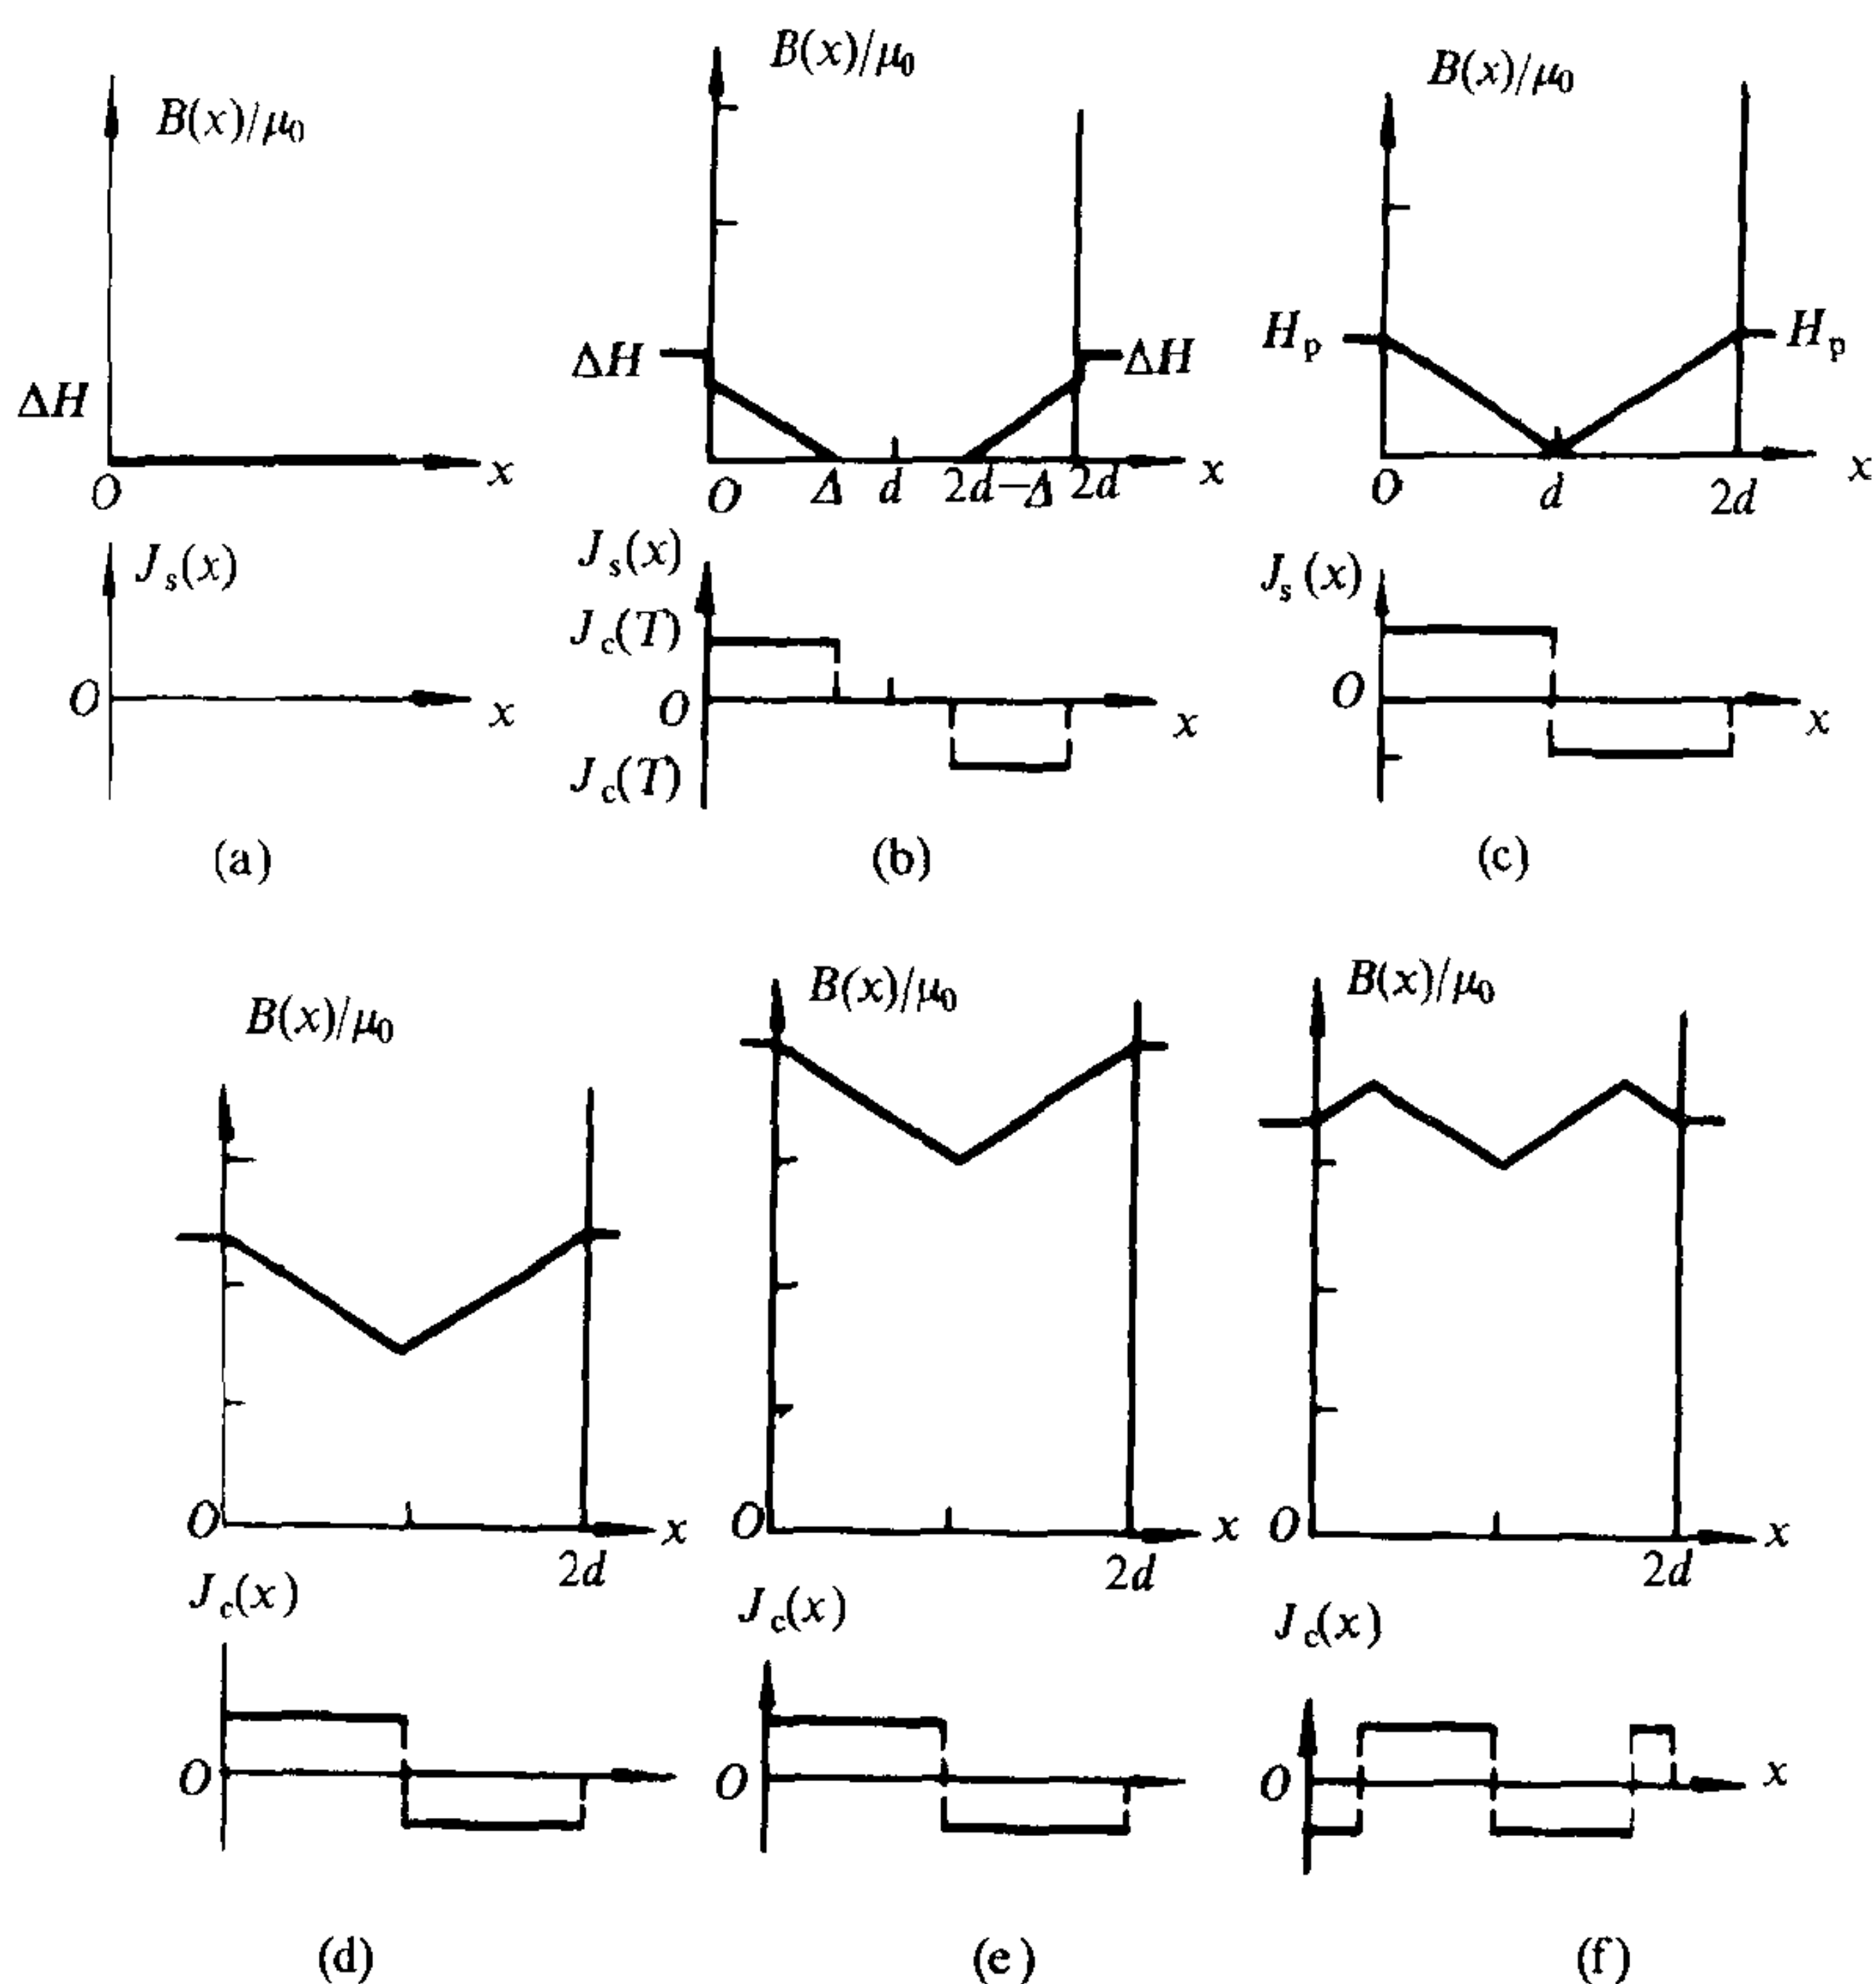 B(x)/μ₀
ΔH
O
x
J_s(x)
O
x
(a)
B(x)/μ₀
ΔH
ΔH
O
Δ
d
2d−Δ
2d
x
J_s(x)
J_c(T)
O
x
J_c(T)
(b)
B(x)/μ₀
H_p
H_p
O
d
2d
x
J_s(x)
O
x
(c)
B(x)/μ₀
O
2d
x
J_c(x)
O
(d)
B(x)/μ₀
O
2d
x
J_c(x)
O
(e)
B(x)/μ₀
O
2d
x
J_c(x)
O
x
(f)